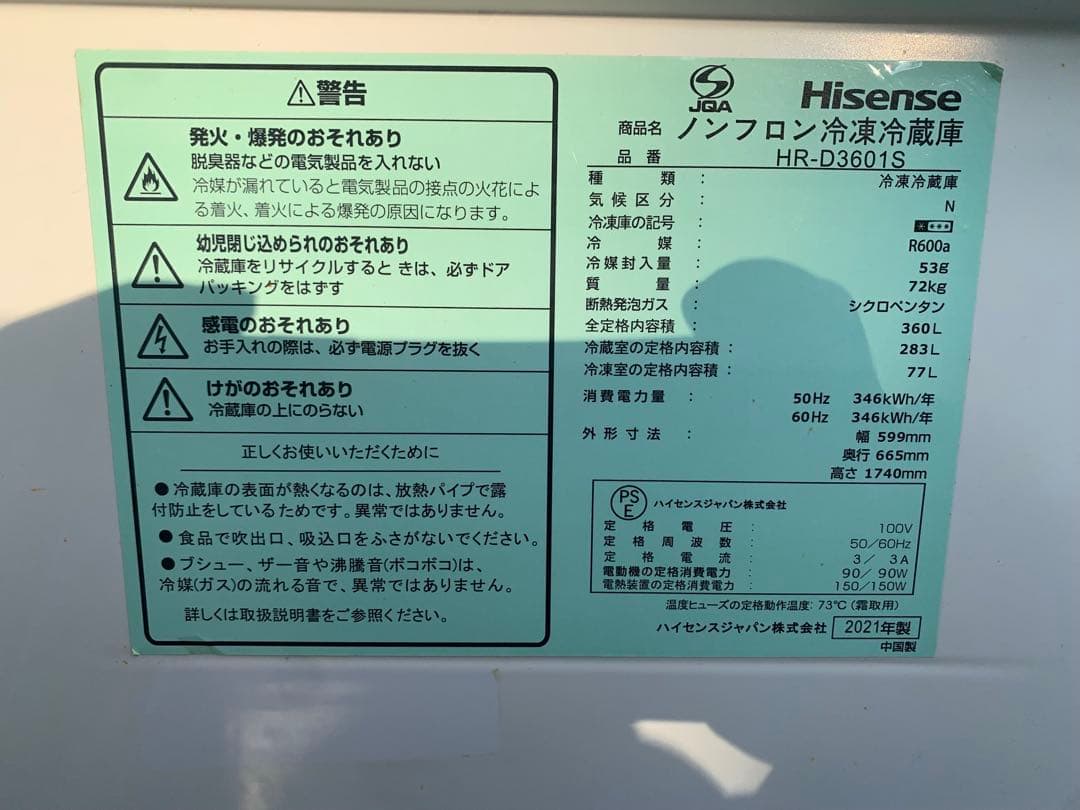 ⚠警告
発火・爆発のおそれあり
脱臭器などの電気製品を入れない
冷媒が漏れていると電気製品の接点の火花によ
る着火、着火による爆発の原因になります。
幼児閉じ込められのおそれあり
冷蔵庫をリサイクルすると きは、必ずドア
パッキングをはずす
感電のおそれあり
お手入れの際は、必ず電源プラグを抜く
けがのおそれあり
冷蔵庫の上にのらない
正しくお使いいただくために
●冷蔵庫の表面が熱くなるのは、放熱パイプで露
付防止をしているためです。異常ではありません。
●食品で吹出口、吸込口をふさがないでください。
●ブシュー、ザー音や沸騰音(ボコボコ)は、
冷媒(ガス)の流れる音で、異常ではありません。
詳しくは取扱説明書をご参照ください。
JQA
Hisense
商品名 ノンフロン冷凍冷蔵庫
品番 HR-D3601S
種類 : 冷凍冷蔵庫
気候区分 : N
冷凍庫の記号 :
冷媒 : R600a
冷媒封入量 : 53g
質量 : 72kg
断熱発泡ガス : シクロペンタン
全定格内容積 : 360L
冷蔵室の定格内容積 : 283L
冷凍室の定格内容積 : 77L
消費電力量 : 50Hz 346kWh/年
60Hz 346kWh/年
外形寸法 : 幅 599mm
奥行 665mm
高さ 1740mm
PS
E
ハイセンスジャパン株式会社
定格電圧 : 100V
定格周波数 : 50/60Hz
定格電流 : 3/ 3A
電動機の定格消費電力 : 90/ 90W
電熱装置の定格消費電力 : 150/150W
温度ヒューズの定格動作温度: 73℃ (霜取用)
ハイセンスジャパン株式会社 2021年製
中国製